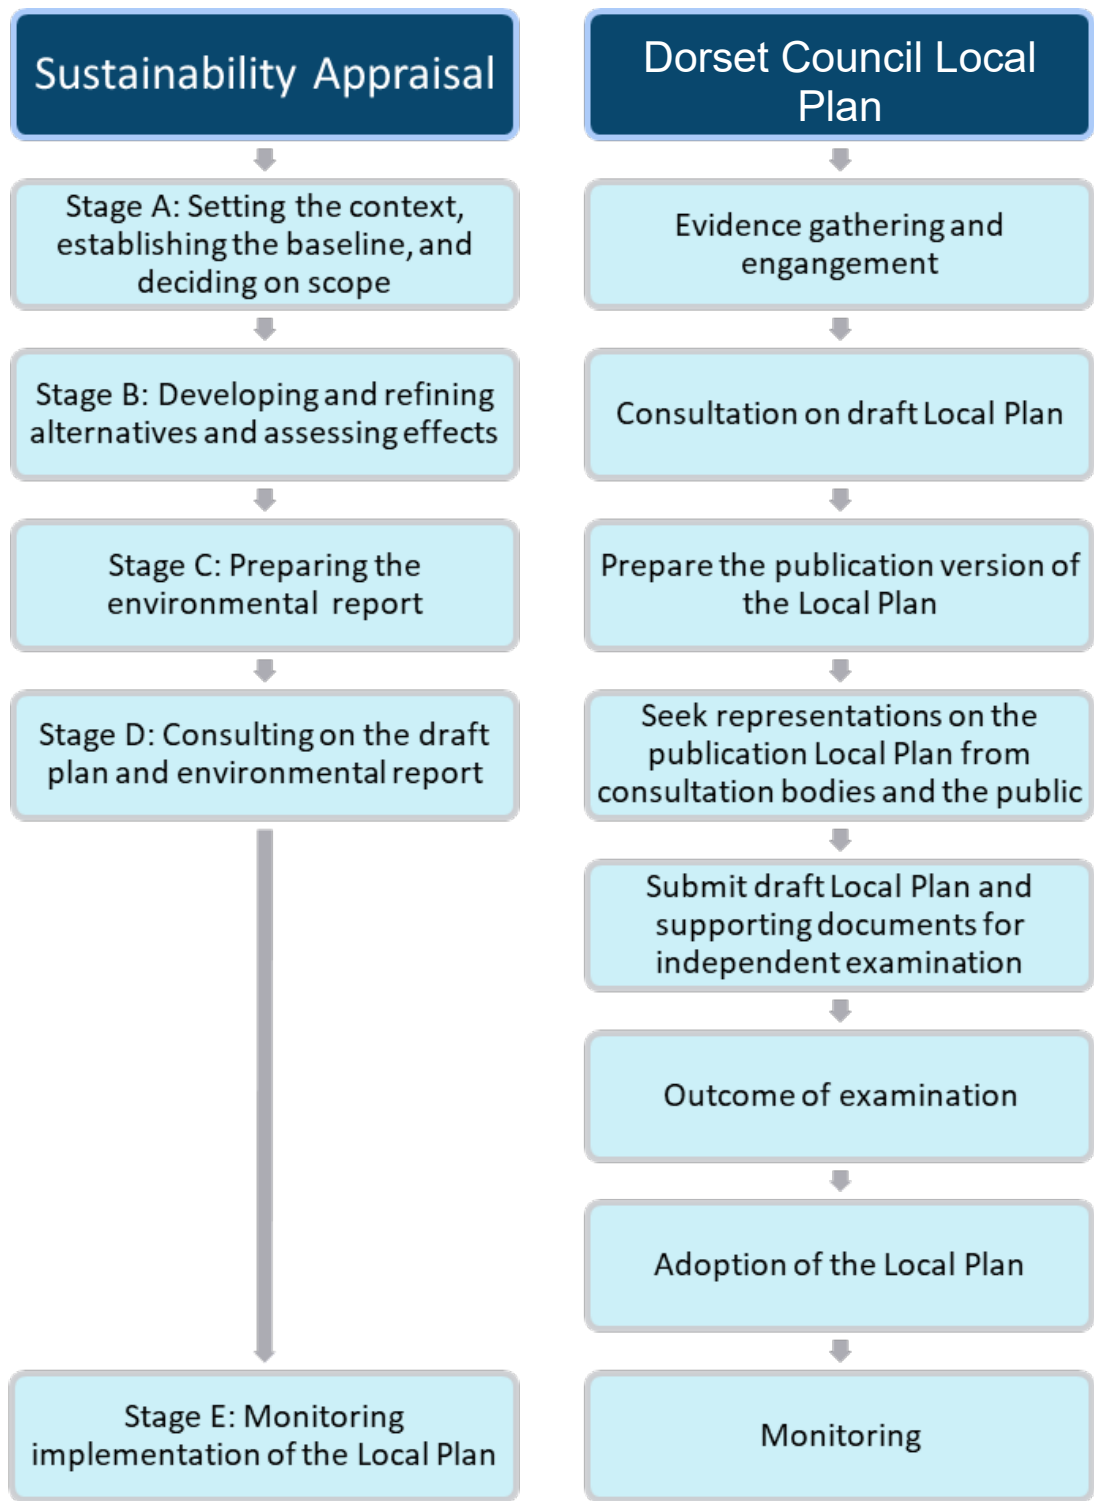 Sustainability Appraisal
Stage A: Setting the context,
establishing the baseline, and
deciding on scope
Stage B: Developing and refining
alternatives and assessing effects
Stage C: Preparing the
environmental report
Stage D: Consulting on the draft
plan and environmental report
Stage E: Monitoring
implementation of the Local Plan
Dorset Council Local
Plan
Evidence gathering and
engangement
Consultation on draft Local Plan
Prepare the publication version of
the Local Plan
Seek representations on the
publication Local Plan from
consultation bodies and the public
Submit draft Local Plan and
supporting documents for
independent examination
Outcome of examination
Adoption of the Local Plan
Monitoring